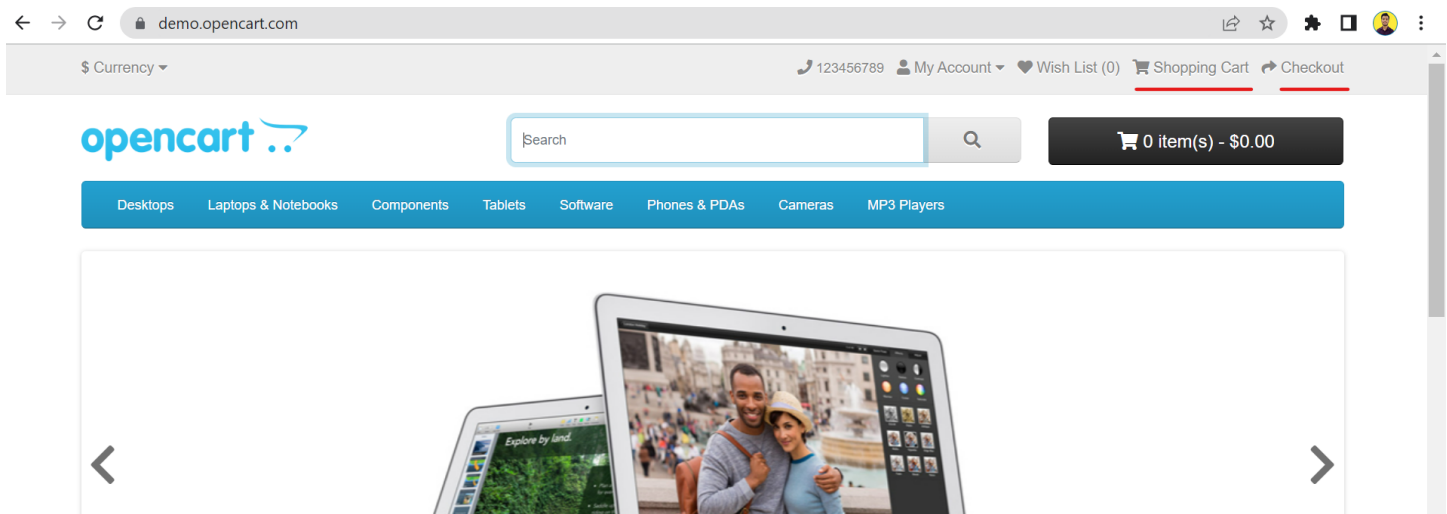 demo.opencart.com
$ Currency 123456789 My Account Wish List (0) Shopping Cart Checkout
opencart Search 0 item(s) - $0.00
Desktops Laptops & Notebooks Components Tablets Software Phones & PDAs Cameras MP3 Players
Explore by land.